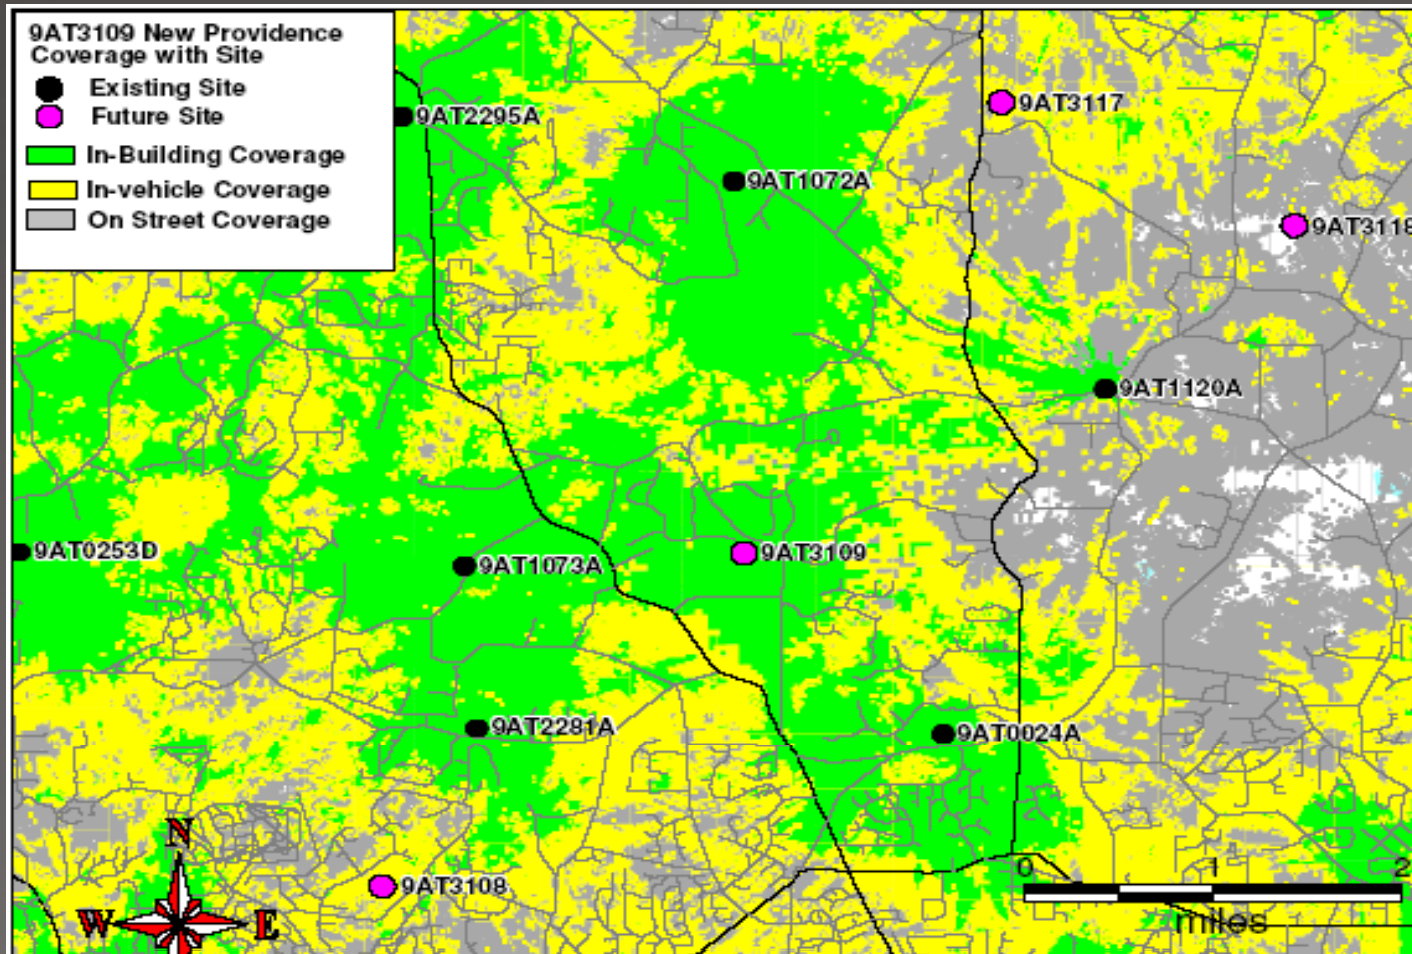 9AT3109 New Providence
Coverage with Site
Existing Site
Future Site
In-Building Coverage
In-vehicle Coverage
On Street Coverage
9AT2295A
9AT3117
9AT1072A
9AT3118
9AT1120A
9AT0253D
9AT1073A
9AT3109
9AT2281A
9AT0024A
9AT3108
N
W
E
0 1 2
miles